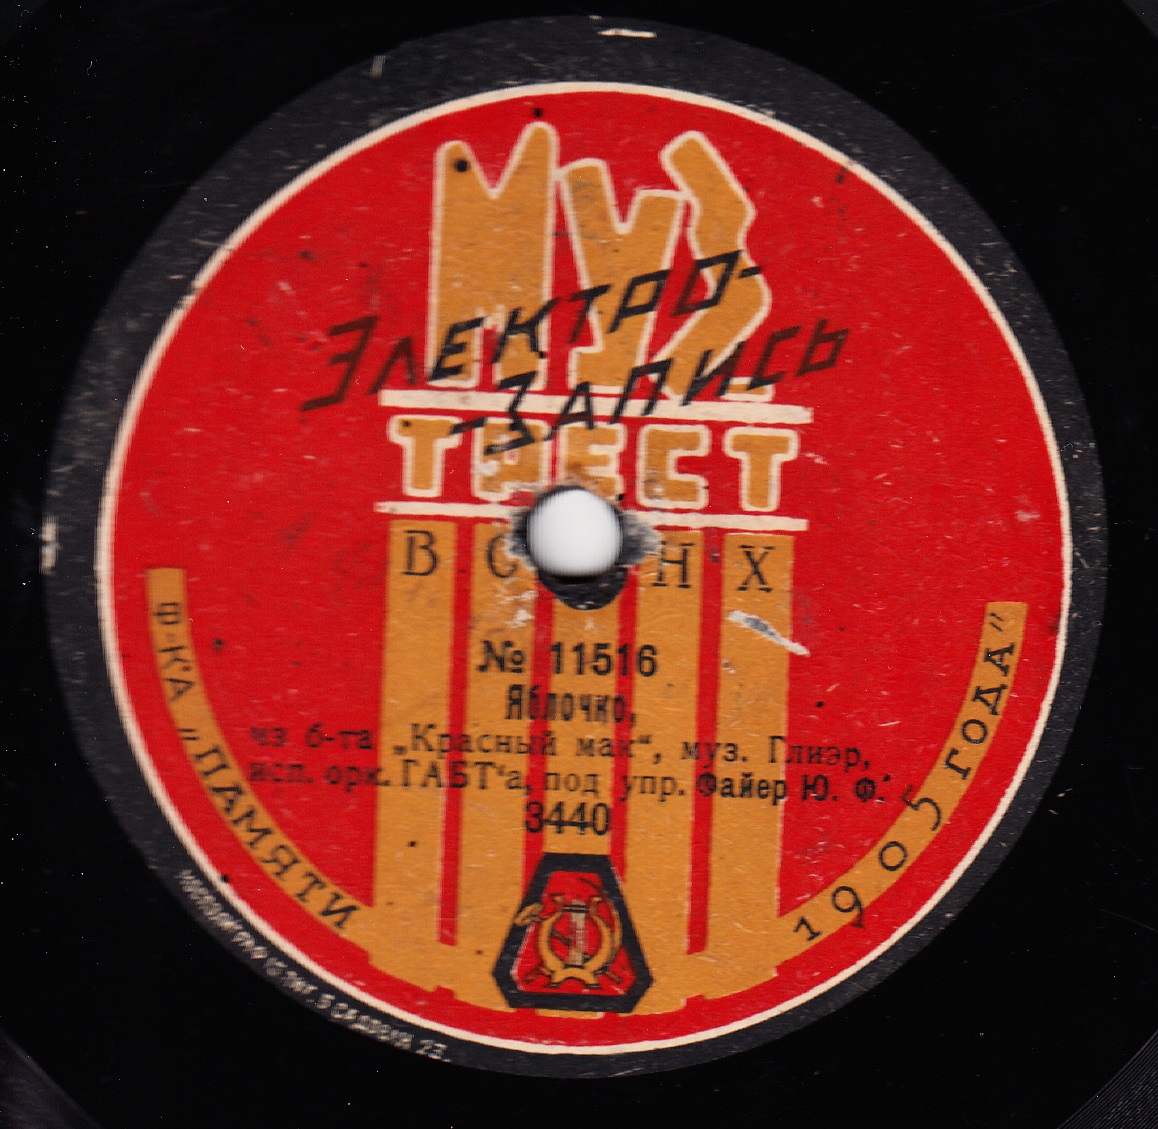 МУЗ
ЭЛЕКТРО-
-ЗАПИСЬ
ТРЕСТ
В С Н Х
№ 11516
Яблочко,
из б-та „Красный мак“, муз. Глиэр,
исп. орк. ГАБТ'а, под упр. Файер Ю. Ф.
3440
Ф-КА „ПАМЯТИ 1905 ГОДА"